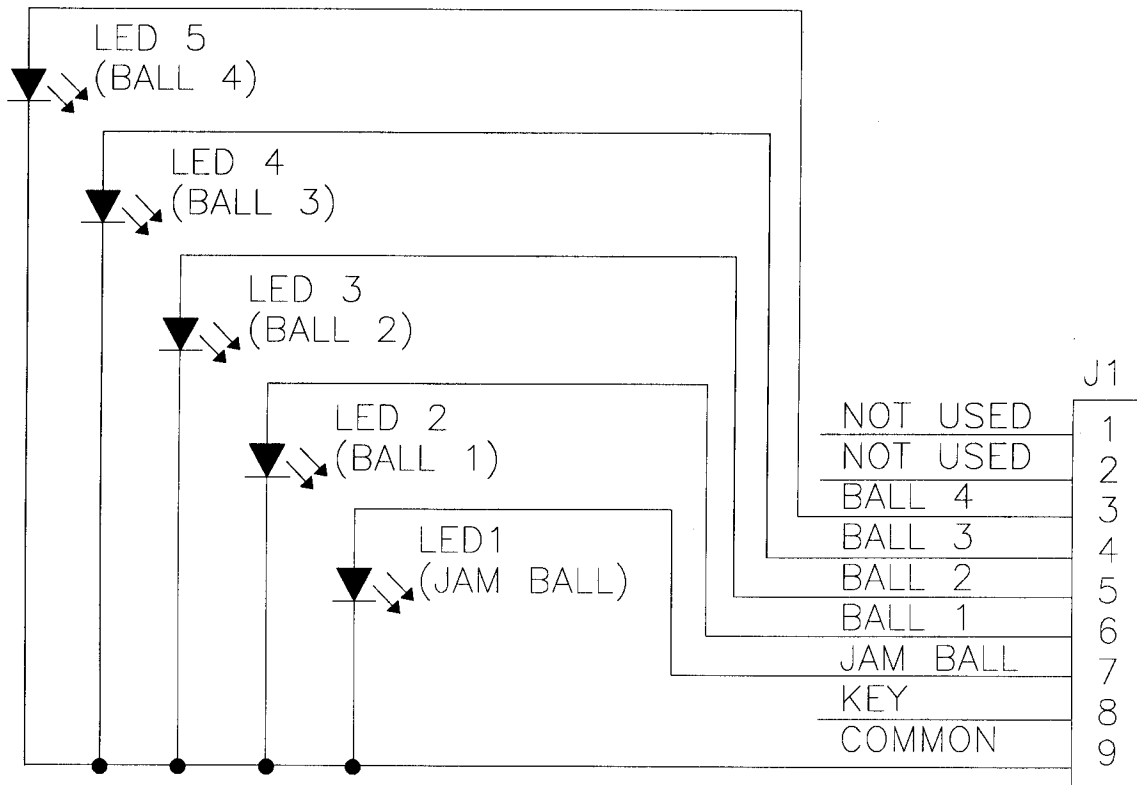 LED 5
(BALL 4)
LED 4
(BALL 3)
LED 3
(BALL 2)
LED 2
(BALL 1)
LED1
(JAM BALL)
J1
NOT USED 1
NOT USED 2
BALL 4 3
BALL 3 4
BALL 2 5
BALL 1 6
JAM BALL 7
KEY 8
COMMON 9